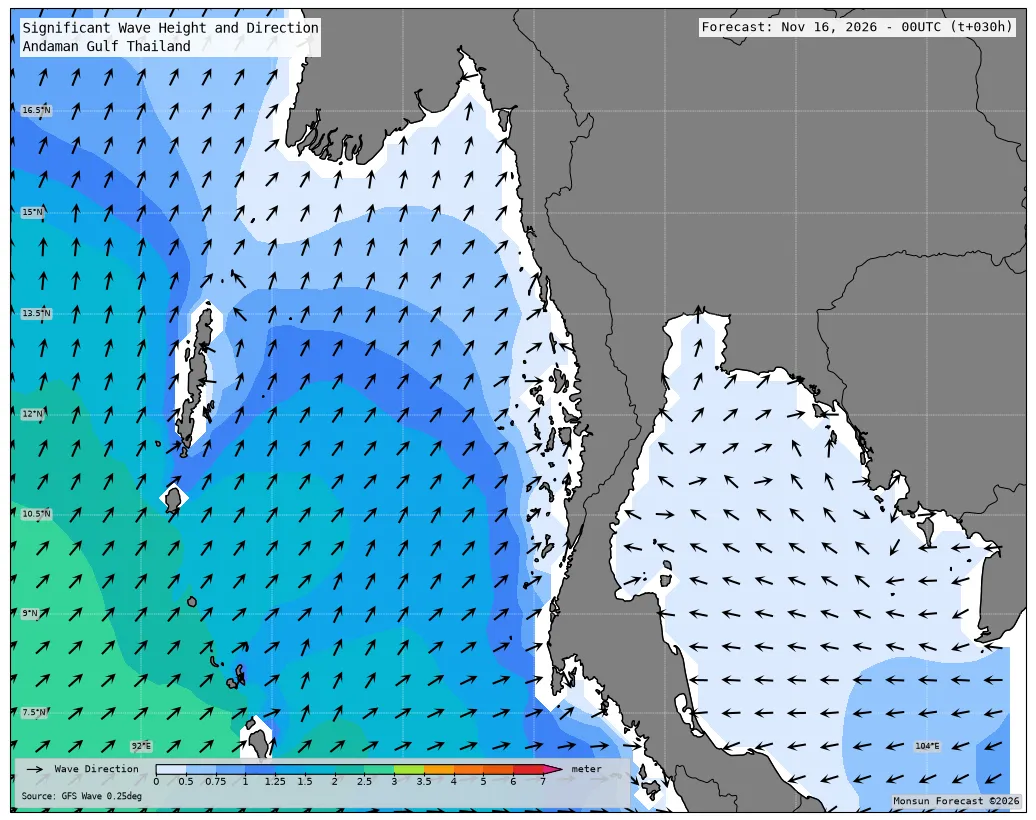 Significant Wave Height and Direction
Andaman Gulf Thailand
Forecast: Nov 16, 2026 - 00UTC (t+030h)
16.5°N
15°N
13.5°N
12°N
10.5°N
9°N
7.5°N
92°E
104°E
Wave Direction
meter
0 0.5 0.75 1 1.25 1.5 2 2.5 3 3.5 4 5 6 7
Source: GFS Wave 0.25deg
Monsun Forecast ©2026